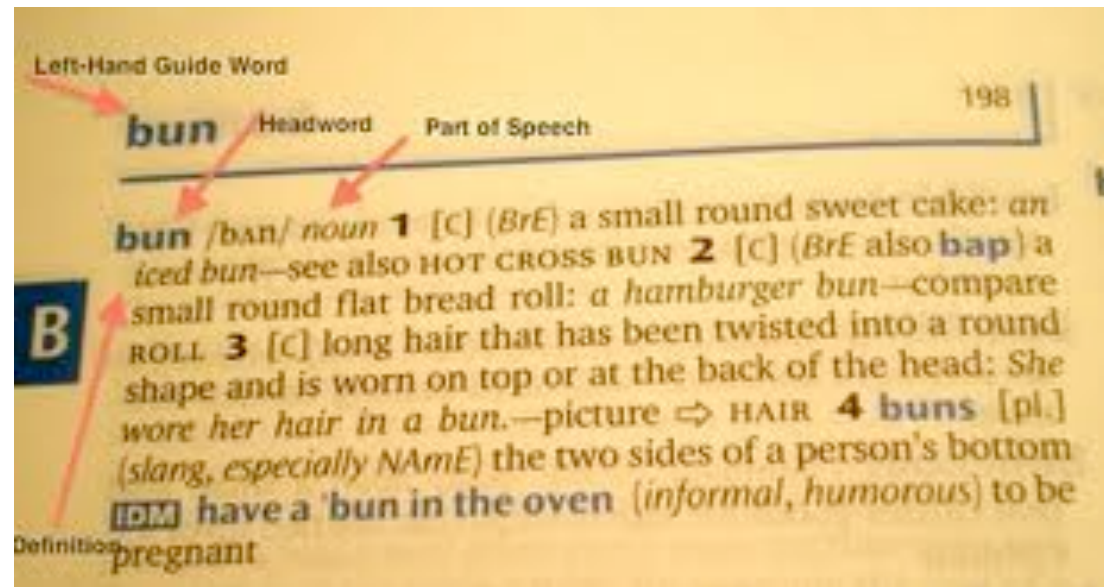 Left-Hand Guide Word
198
bun
Headword
Part of Speech
bun /bʌn/ noun 1 [C] (BrE) a small round sweet cake: an
iced bun—see also HOT CROSS BUN 2 [C] (BrE also bap) a
small round flat bread roll: a hamburger bun—compare
B
ROLL 3 [C] long hair that has been twisted into a round
shape and is worn on top or at the back of the head: She
wore her hair in a bun.—picture ⇨ HAIR 4 buns [pl.]
(slang, especially NAmE) the two sides of a person's bottom
IDM have a ˈbun in the oven (informal, humorous) to be
Definition
pregnant